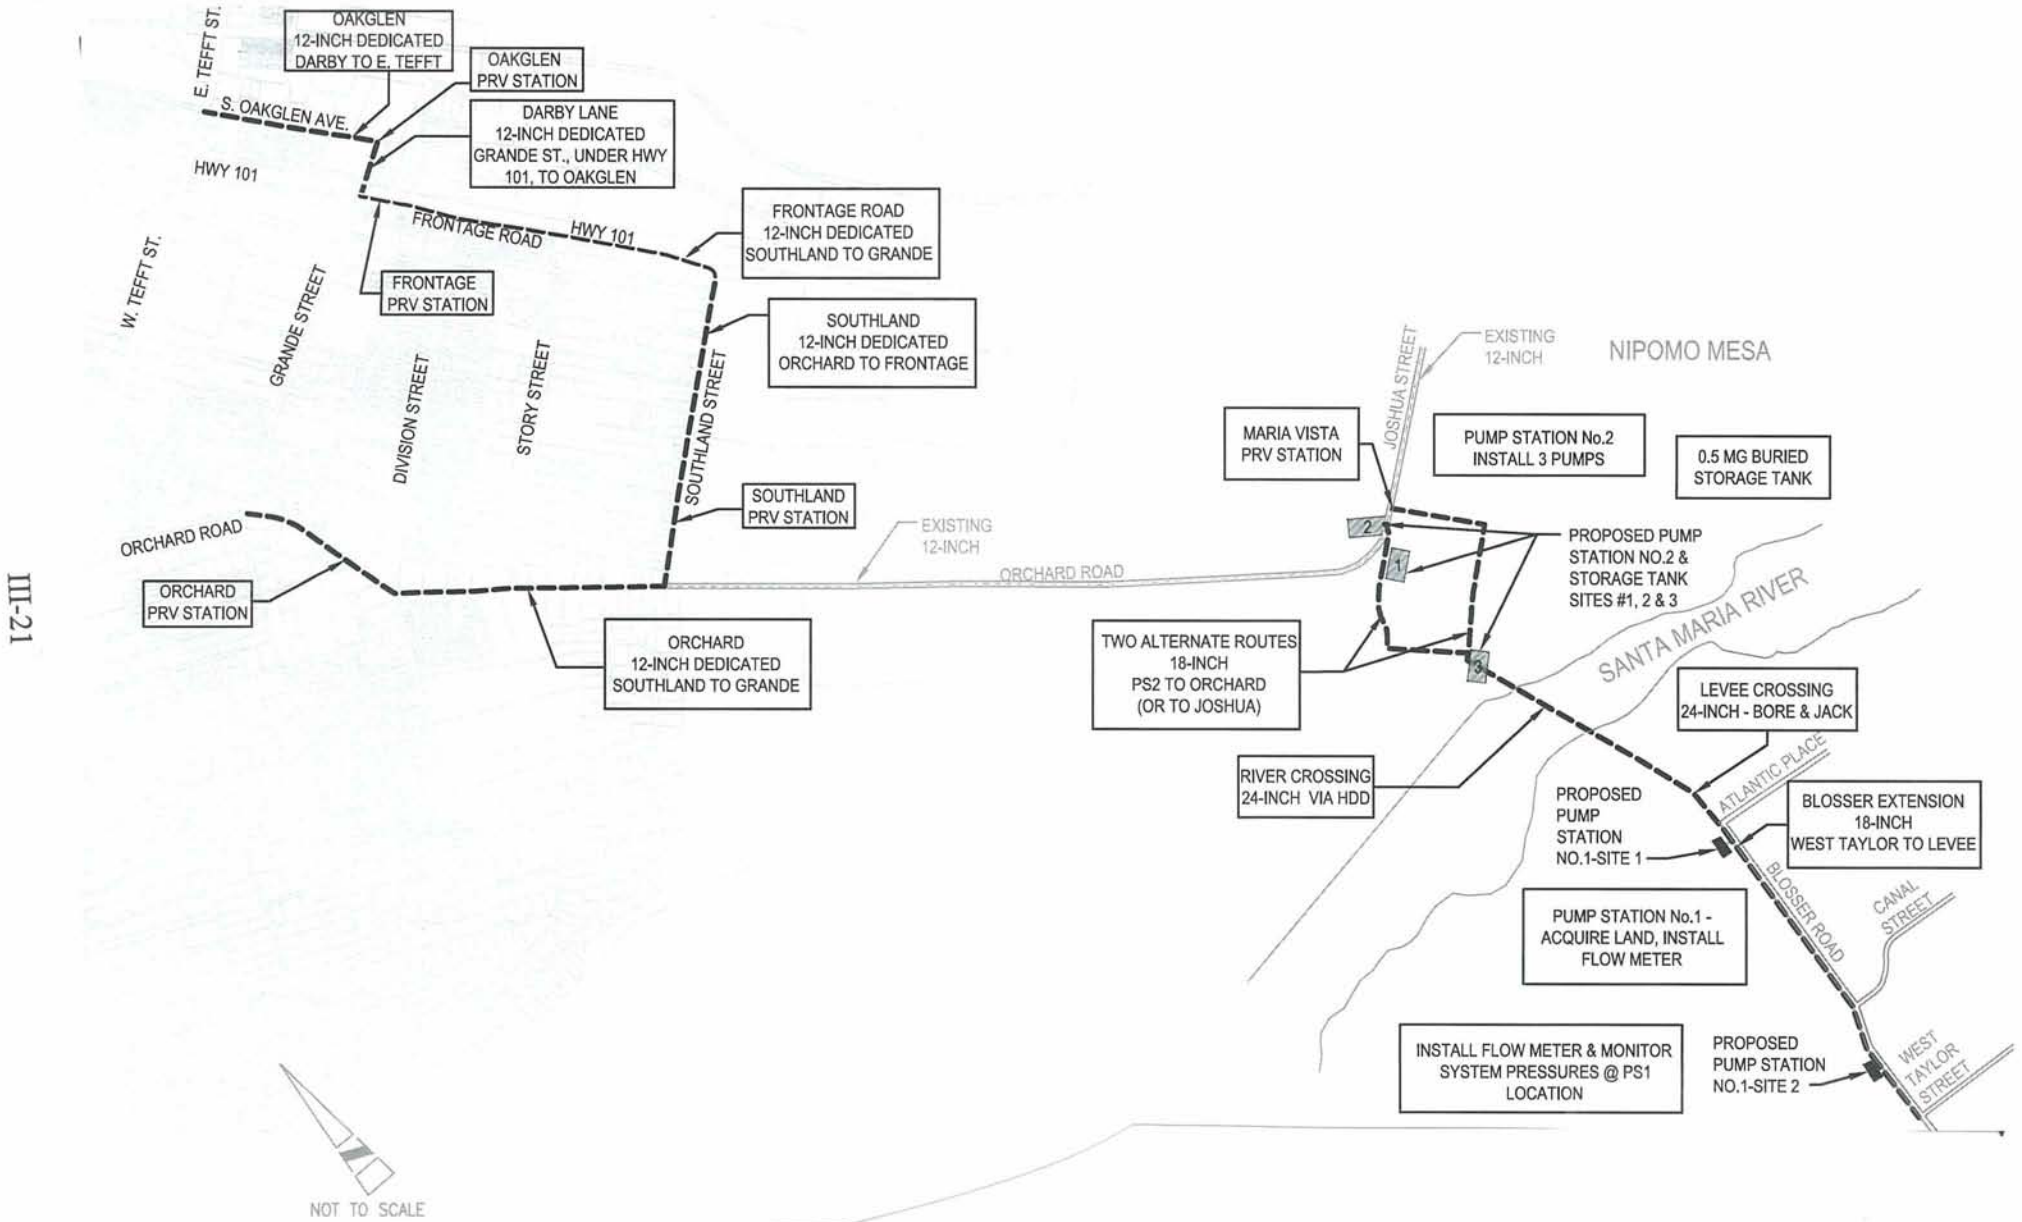 E. TEFFT ST.
OAKGLEN
12-INCH DEDICATED
DARBY TO E. TEFFT
OAKGLEN
PRV STATION
S. OAKGLEN AVE.
DARBY LANE
12-INCH DEDICATED
GRANDE ST., UNDER HWY
101, TO OAKGLEN
HWY 101
FRONTAGE ROAD
HWY 101
FRONTAGE ROAD
12-INCH DEDICATED
SOUTHLAND TO GRANDE
W. TEFFT ST.
GRANDE STREET
FRONTAGE
PRV STATION
DIVISION STREET
STORY STREET
SOUTHLAND
12-INCH DEDICATED
ORCHARD TO FRONTAGE
SOUTHLAND STREET
SOUTHLAND
PRV STATION
ORCHARD ROAD
ORCHARD
PRV STATION
ORCHARD
12-INCH DEDICATED
SOUTHLAND TO GRANDE
EXISTING
12-INCH
ORCHARD ROAD
JOSHUA STREET
EXISTING
12-INCH
NIPOMO MESA
MARIA VISTA
PRV STATION
PUMP STATION No.2
INSTALL 3 PUMPS
0.5 MG BURIED
STORAGE TANK
2
1
3
PROPOSED PUMP
STATION NO.2 &
STORAGE TANK
SITES #1, 2 & 3
TWO ALTERNATE ROUTES
18-INCH
PS2 TO ORCHARD
(OR TO JOSHUA)
SANTA MARIA RIVER
LEVEE CROSSING
24-INCH - BORE & JACK
RIVER CROSSING
24-INCH VIA HDD
ATLANTIC PLACE
PROPOSED
PUMP
STATION
NO.1-SITE 1
BLOSSER EXTENSION
18-INCH
WEST TAYLOR TO LEVEE
BLOSSER ROAD
CANAL
STREET
PUMP STATION No.1 -
ACQUIRE LAND, INSTALL
FLOW METER
INSTALL FLOW METER & MONITOR
SYSTEM PRESSURES @ PS1
LOCATION
PROPOSED
PUMP STATION
NO.1-SITE 2
WEST
TAYLOR
STREET
NOT TO SCALE
III-21